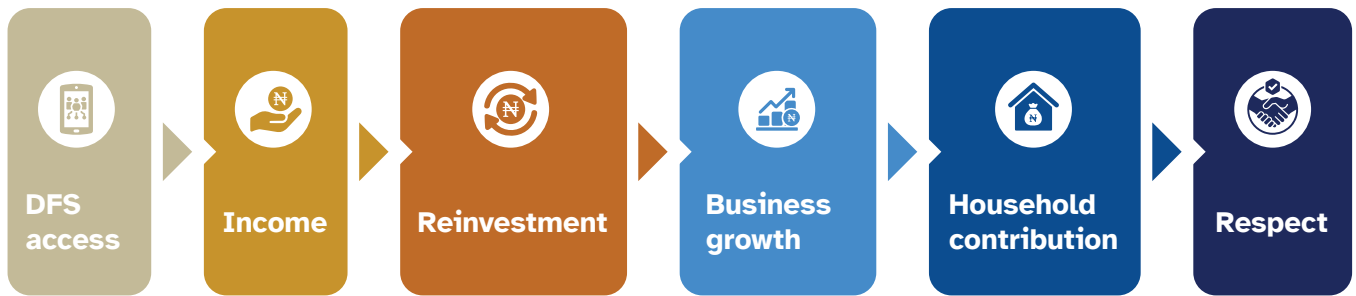 DFS
access
₦
Income
₦
Reinvestment
₦
Business
growth
₦
Household
contribution
Respect